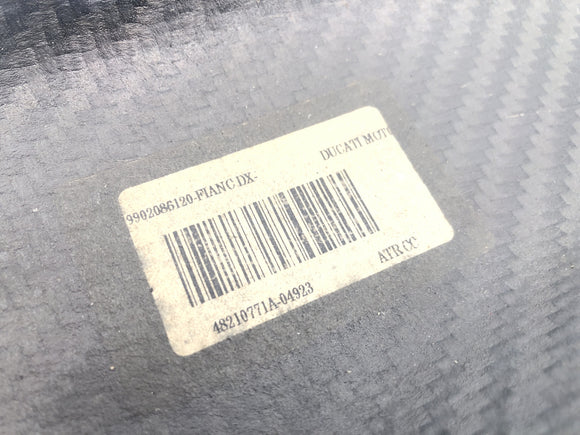 9902086120-FIANC DX- DUCATI MOTO
48210771A-04923 ATR CC